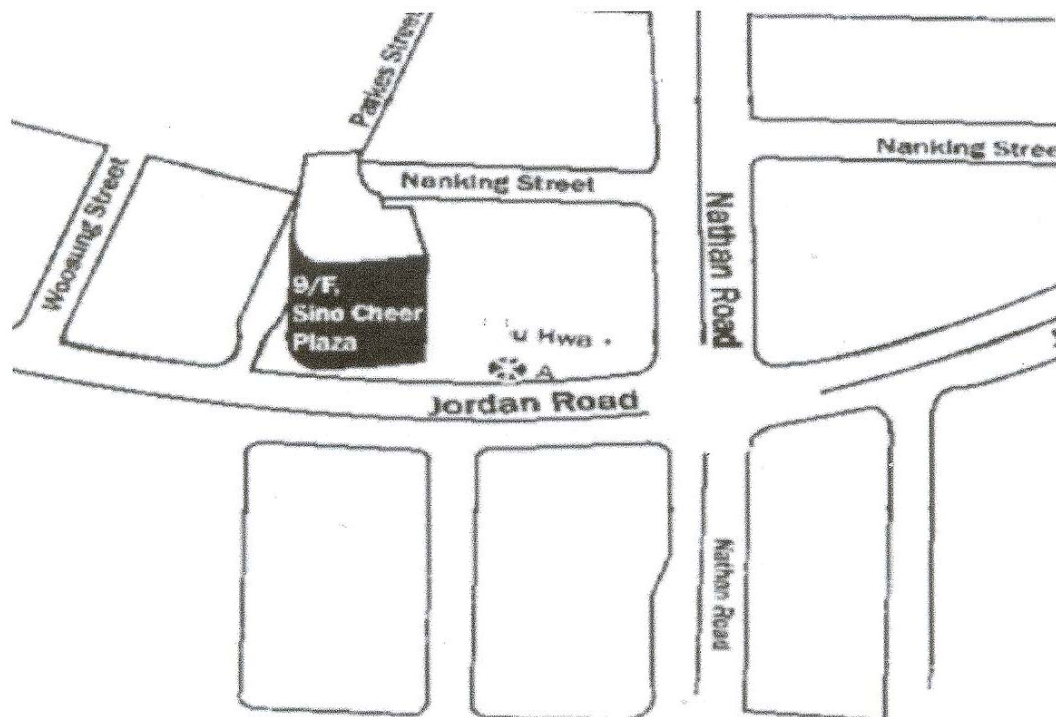 Parkes Street
Nanking Street
Nanking Stree
Woosung Street
Nathan Road
9/F.
Sino Cheer
Plaza
u Hwa
A
Jordan Road
Nathan Road